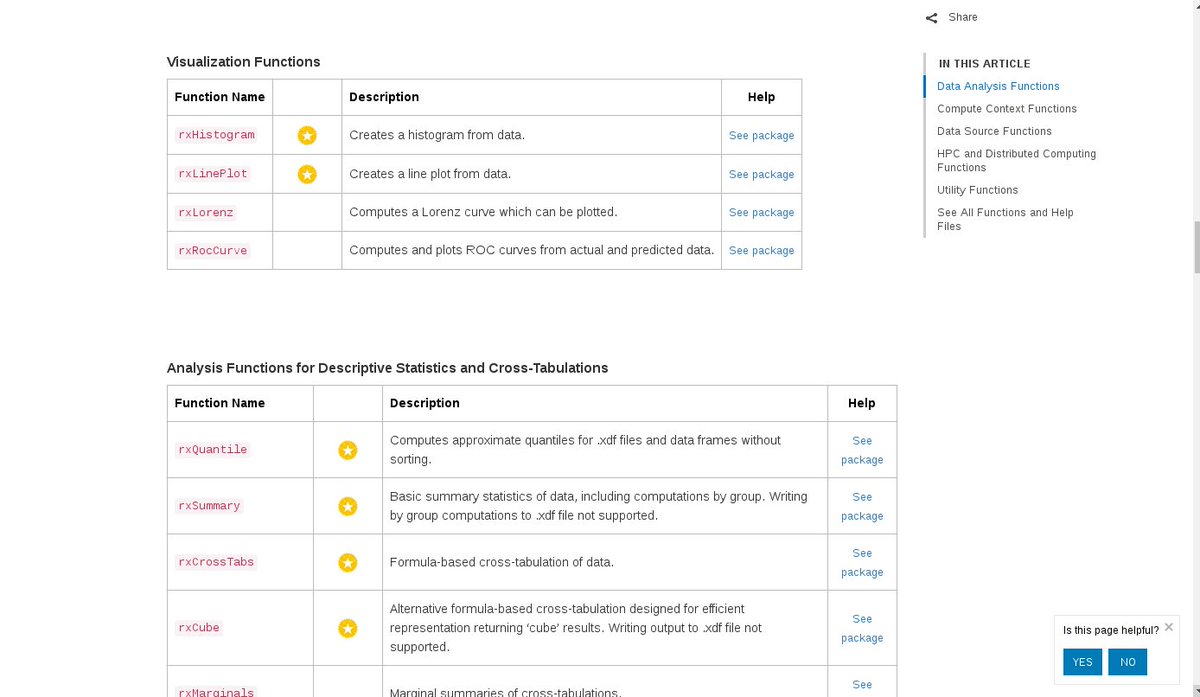 Share
IN THIS ARTICLE
Data Analysis Functions
Compute Context Functions
Data Source Functions
HPC and Distributed Computing
Functions
Utility Functions
See All Functions and Help
Files
Visualization Functions
Function Name Description Help
rxHistogram Creates a histogram from data. See package
rxLinePlot Creates a line plot from data. See package
rxLorenz Computes a Lorenz curve which can be plotted. See package
rxRocCurve Computes and plots ROC curves from actual and predicted data. See package
Analysis Functions for Descriptive Statistics and Cross-Tabulations
Function Name Description Help
rxQuantile
Computes approximate quantiles for .xdf files and data frames without
sorting.
See
package
rxSummary
Basic summary statistics of data, including computations by group. Writing
by group computations to .xdf file not supported.
See
package
rxCrossTabs
Formula-based cross-tabulation of data.
See
package
rxCube
Alternative formula-based cross-tabulation designed for efficient
representation returning ‘cube’ results. Writing output to .xdf file not
supported.
See
package
rxMarginals
Marginal summaries of cross-tabulations.
See
Is this page helpful?
YES NO